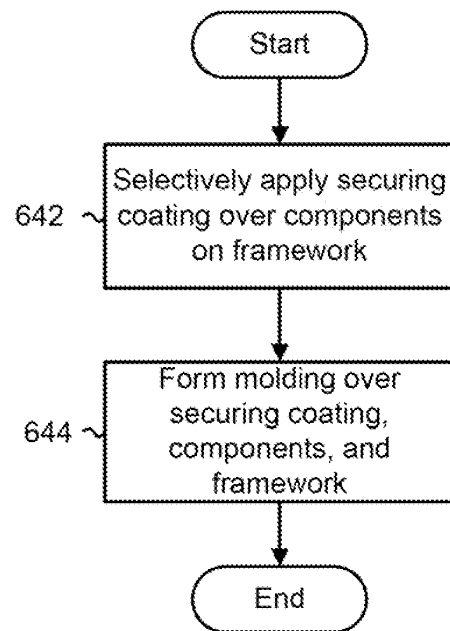 Start
642
Selectively apply securing
coating over components
on framework
644
Form molding over
securing coating,
components, and
framework
End